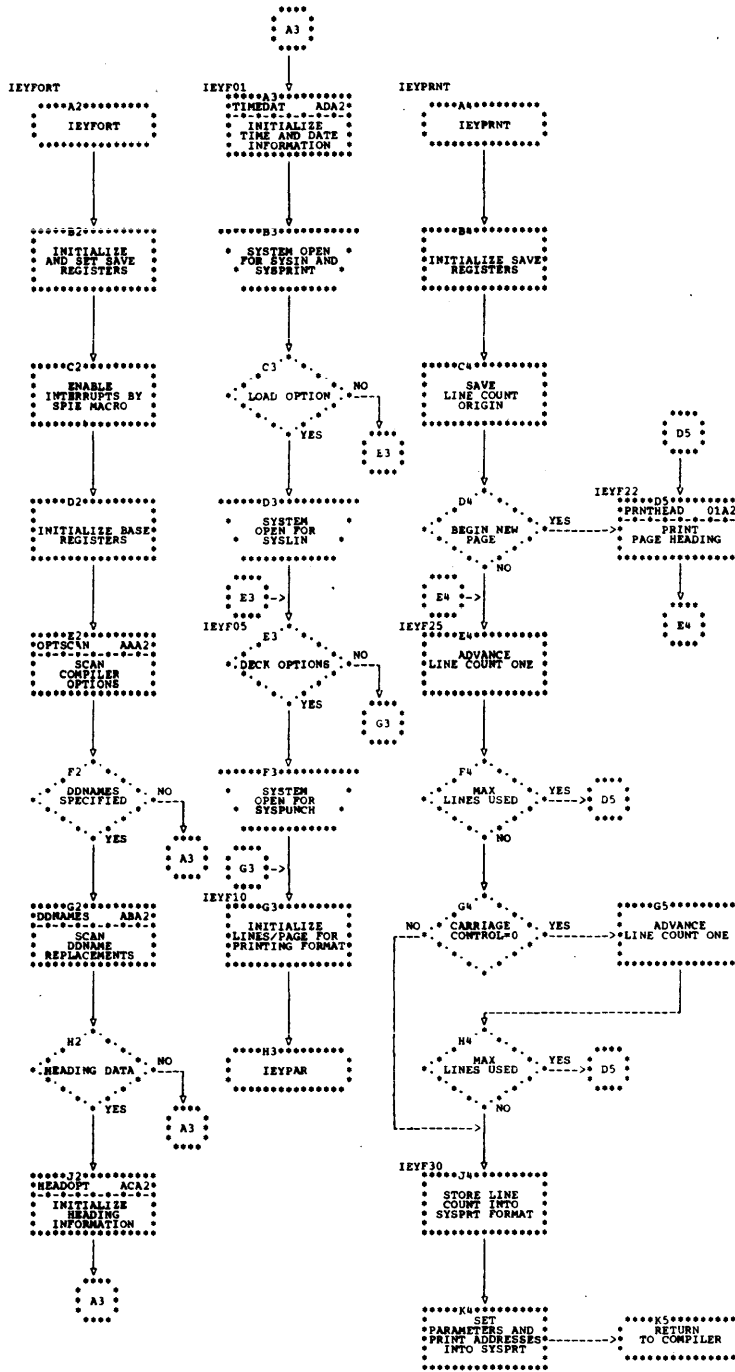 A3
IEYFORT
A2
IEYFORT
B2
INITIALIZE
AND SET SAVE
REGISTERS
C2
ENABLE
INTERRUPTS BY
SPIE MACRO
D2
INITIALIZE BASE
REGISTERS
E2
OPTSCAN AAA2
SCAN
COMPILER
OPTIONS
F2
DDNAMES
SPECIFIED
NO
YES
A3
G2
DDNAMES ABA2
SCAN
DDNAME
REPLACEMENTS
H2
HEADING DATA
NO
YES
A3
J2
HEADOPT ACA2
INITIALIZE
HEADING
INFORMATION
A3
IEYF01
A3
TIMEDAT ADA2
INITIALIZE
TIME AND DATE
INFORMATION
B3
SYSTEM OPEN
FOR SYSIN AND
SYSPRINT
C3
LOAD OPTION
NO
YES
E3
D3
SYSTEM
OPEN FOR
SYSLIN
E3
IEYF05
E3
DECK OPTIONS
NO
YES
G3
F3
SYSTEM
OPEN FOR
SYSPUNCH
G3
IEYF10
G3
INITIALIZE
LINES/PAGE FOR
PRINTING FORMAT
H3
IEYPAR
IEYPRNT
A4
IEYPRNT
B4
INITIALIZE SAVE
REGISTERS
C4
SAVE
LINE COUNT
ORIGIN
D4
BEGIN NEW
PAGE
YES
NO
D5
IEYF22
D5
PRNTHEAD 01A2
PRINT
PAGE HEADING
E4
E4
IEYF25
E4
ADVANCE
LINE COUNT ONE
F4
MAX
LINES USED
YES
D5
NO
G4
NO
CARRIAGE
CONTROL=0
YES
G5
ADVANCE
LINE COUNT ONE
H4
MAX
LINES USED
YES
D5
NO
IEYF30
J4
STORE LINE
COUNT INTO
SYSPRT FORMAT
K4
SET
PARAMETERS AND
PRINT ADDRESSES
INTO SYSPRT
K5
RETURN
TO COMPILER